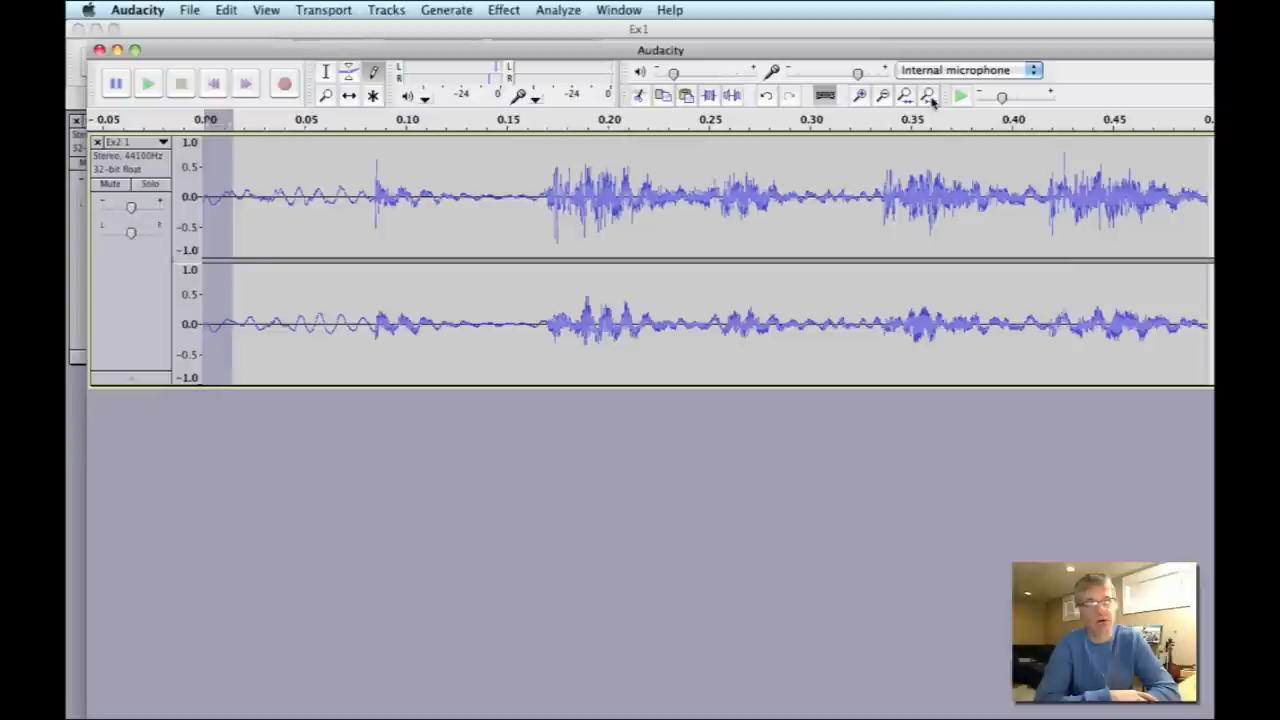 Audacity File Edit View Transport Tracks Generate Effect Analyze Window Help
Ex1
Audacity
L
R
L
R
Internal microphone
-24 0 -24 0
- 0.05 0.00 0.05 0.10 0.15 0.20 0.25 0.30 0.35 0.40 0.45 0.
Ex2 1
Stereo, 44100Hz
32-bit float
Mute Solo
- +
L R
1.0
0.5
0.0
-0.5
-1.0
1.0
0.5
0.0
-0.5
-1.0